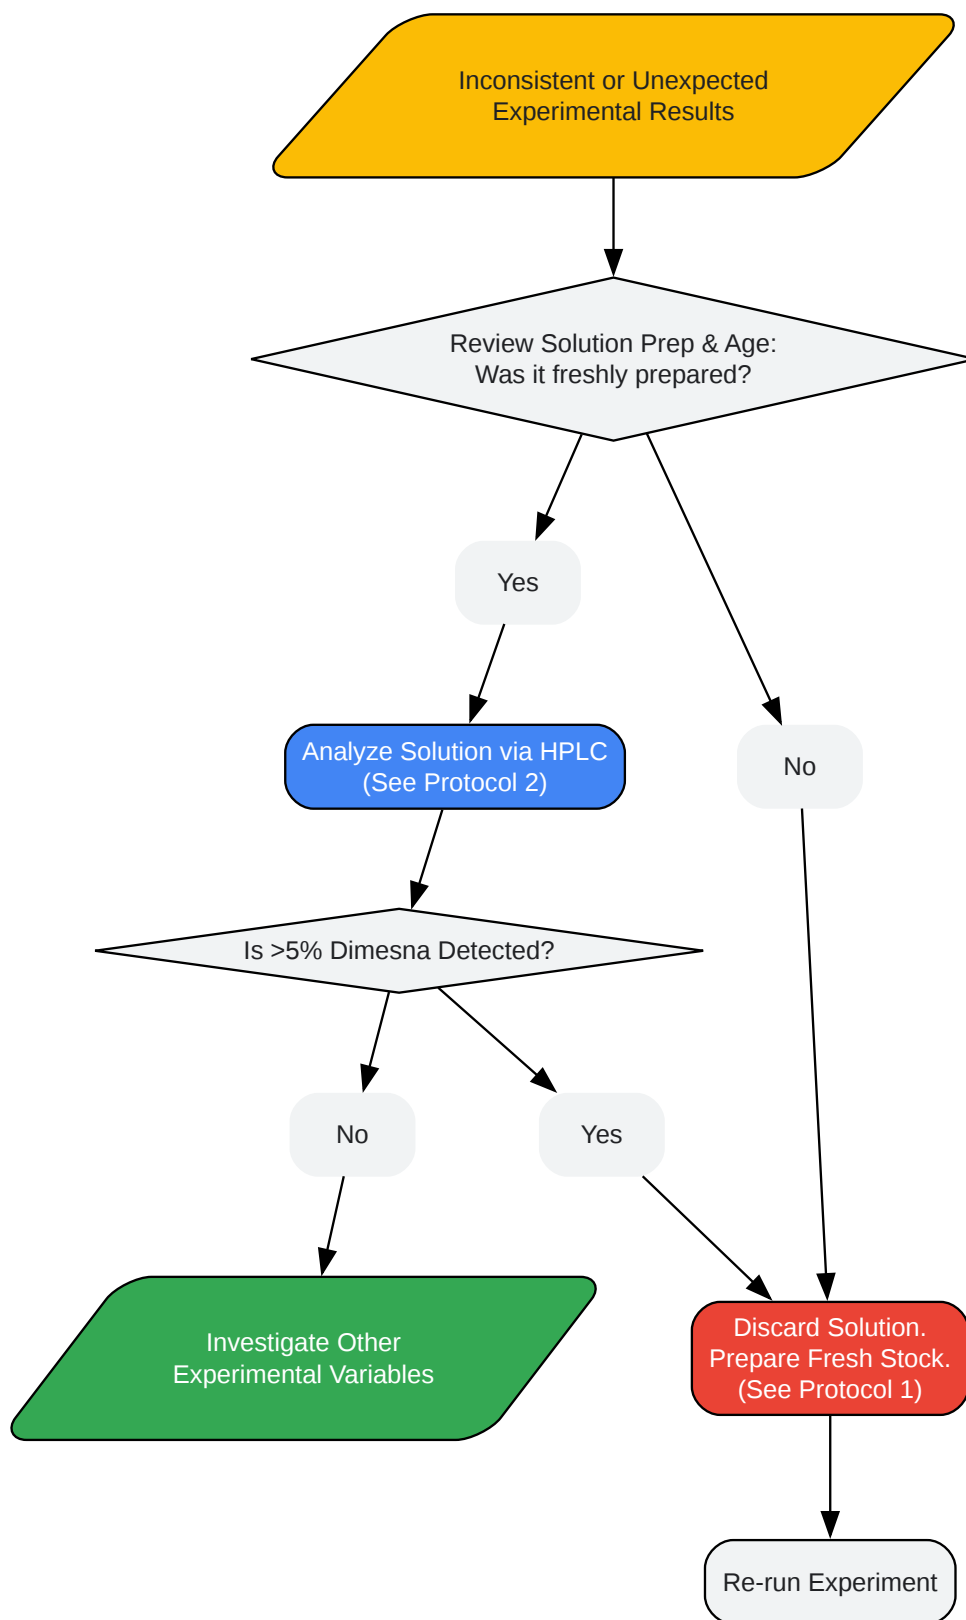 Inconsistent or Unexpected
Experimental Results
Review Solution Prep & Age:
Was it freshly prepared?
Yes
Analyze Solution via HPLC
(See Protocol 2)
No
Is >5% Dimesna Detected?
No
Yes
Investigate Other
Experimental Variables
Discard Solution.
Prepare Fresh Stock.
(See Protocol 1)
Re-run Experiment